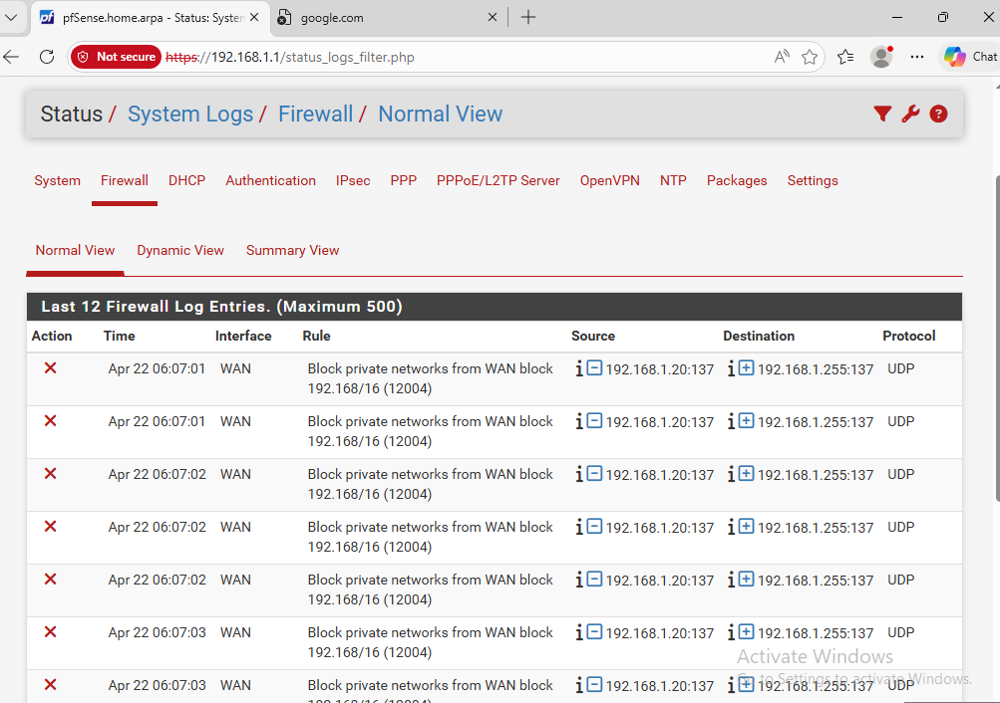 pfSense.home.arpa - Status: System
google.com
Not secure https://192.168.1.1/status_logs_filter.php
Chat
Status / System Logs / Firewall / Normal View
System Firewall DHCP Authentication IPsec PPP PPPoE/L2TP Server OpenVPN NTP Packages Settings
Normal View Dynamic View Summary View
Last 12 Firewall Log Entries. (Maximum 500)
Action Time Interface Rule Source Destination Protocol
Apr 22 06:07:01 WAN Block private networks from WAN block 192.168.1.20:137 192.168.1.255:137 UDP
192.168/16 (12004)
Apr 22 06:07:01 WAN Block private networks from WAN block 192.168.1.20:137 192.168.1.255:137 UDP
192.168/16 (12004)
Apr 22 06:07:02 WAN Block private networks from WAN block 192.168.1.20:137 192.168.1.255:137 UDP
192.168/16 (12004)
Apr 22 06:07:02 WAN Block private networks from WAN block 192.168.1.20:137 192.168.1.255:137 UDP
192.168/16 (12004)
Apr 22 06:07:02 WAN Block private networks from WAN block 192.168.1.20:137 192.168.1.255:137 UDP
192.168/16 (12004)
Apr 22 06:07:03 WAN Block private networks from WAN block 192.168.1.20:137 192.168.1.255:137 UDP
192.168/16 (12004)
Activate Windows
Apr 22 06:07:03 WAN Block private networks from WAN block 192.168.1.20:137 192.168.1.255:137 UDP
Go to Settings to activate Windows.
192.168/16 (12004)